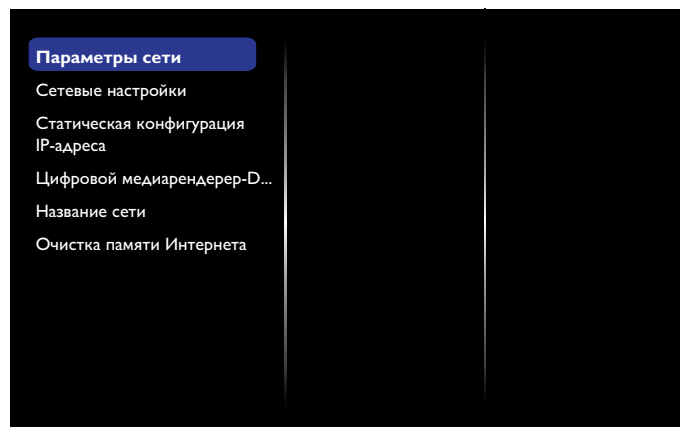 Параметры сети
Сетевые настройки
Статическая конфигурация
IP-адреса
Цифровой медиарендерер-D...
Название сети
Очистка памяти Интернета